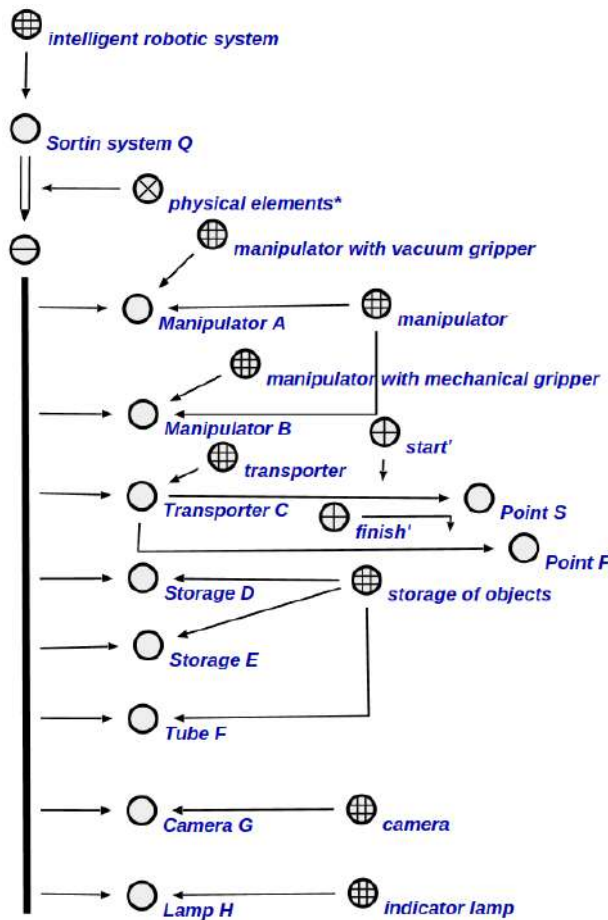 intelligent robotic system
Sortin system Q
physical elements*
manipulator with vacuum gripper
Manipulator A
manipulator
manipulator with mechanical gripper
Manipulator B
start'
transporter
Transporter C
Point S
finish'
Point F
Storage D
storage of objects
Storage E
Tube F
Camera G
camera
Lamp H
indicator lamp